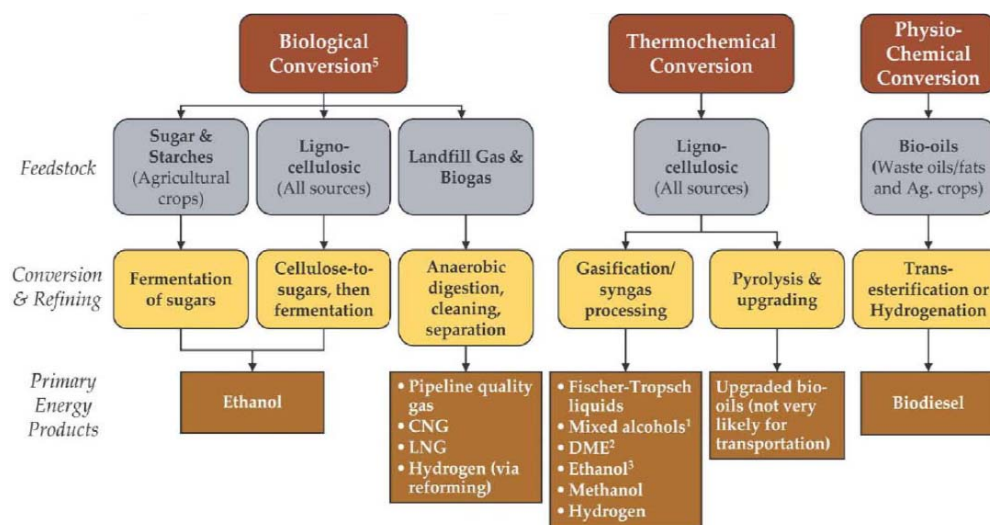 Biological
Conversion⁵
Thermochemical
Conversion
Physio-
Chemical
Conversion
Feedstock
Sugar &
Starches
(Agricultural
crops)
Ligno-
cellulosic
(All sources)
Landfill Gas &
Biogas
Ligno-
cellulosic
(All sources)
Bio-oils
(Waste oils/fats
and Ag. crops)
Conversion
& Refining
Fermentation
of sugars
Cellulose-to-
sugars, then
fermentation
Anaerobic
digestion,
cleaning,
separation
Gasification/
syngas
processing
Pyrolysis &
upgrading
Trans-
esterification or
Hydrogenation
Primary
Energy
Products
Ethanol
• Pipeline quality
gas
• CNG
• LNG
• Hydrogen (via
reforming)
• Fischer-Tropsch
liquids
• Mixed alcohols¹
• DME²
• Ethanol³
• Methanol
• Hydrogen
Upgraded bio-
oils (not very
likely for
transportation)
Biodiesel